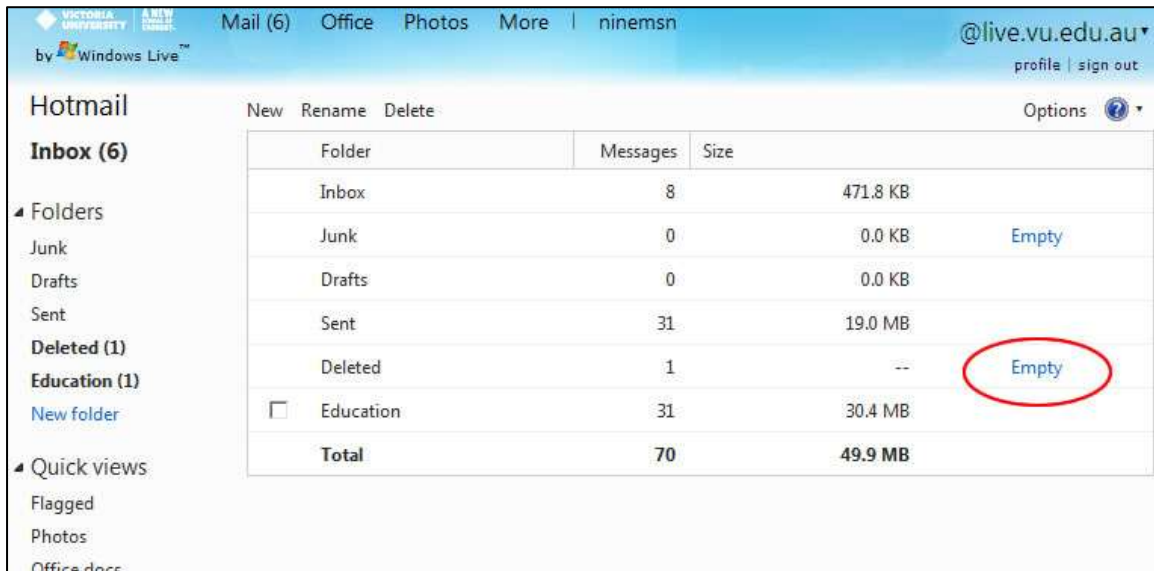 VICTORIA UNIVERSITY A NEW SCHOOL OF THOUGHT. Mail (6) Office Photos More | ninemsn @live.vu.edu.au
by Windows Live™ profile | sign out
Hotmail New Rename Delete Options
Inbox (6) Folder Messages Size
Inbox 8 471.8 KB
Folders
Junk Junk 0 0.0 KB Empty
Drafts Drafts 0 0.0 KB
Sent Sent 31 19.0 MB
Deleted (1) Deleted 1 -- Empty
Education (1)
New folder Education 31 30.4 MB
Total 70 49.9 MB
Quick views
Flagged
Photos
Office docs